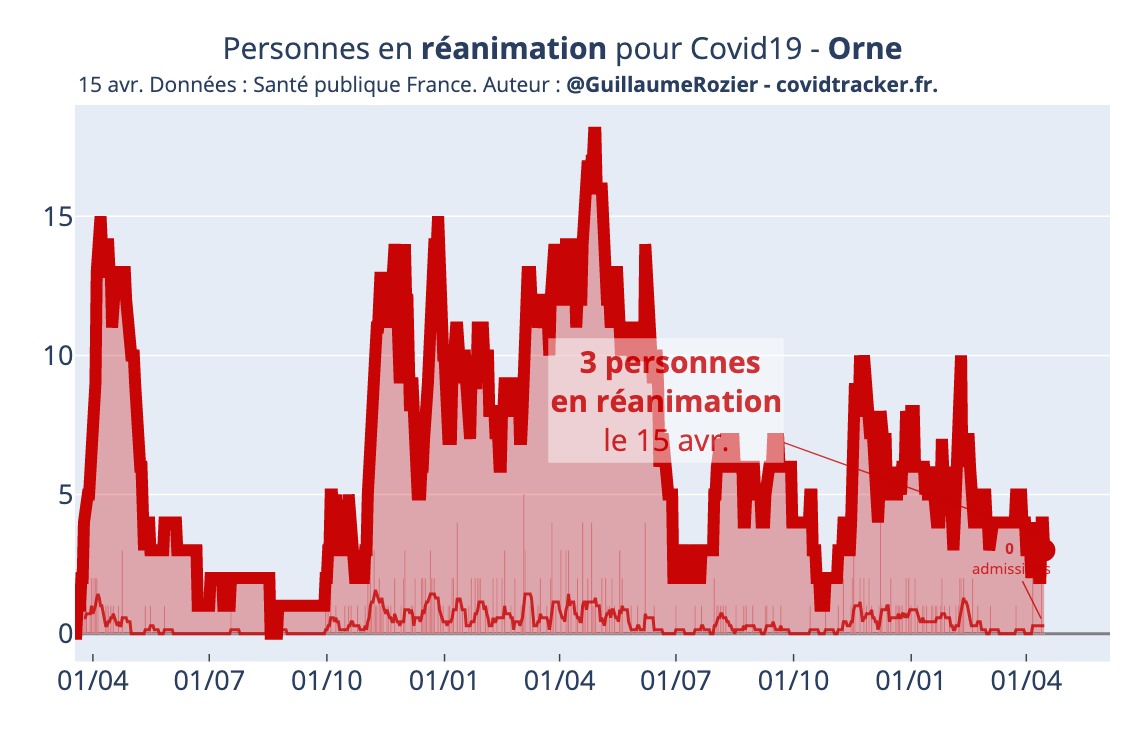 Personnes en réanimation pour Covid19 - Orne
15 avr. Données : Santé publique France. Auteur : @GuillaumeRozier - covidtracker.fr.
15
10
5
0
3 personnes
en réanimation
le 15 avr.
0
admissions
01/04 01/07 01/10 01/01 01/04 01/07 01/10 01/01 01/04